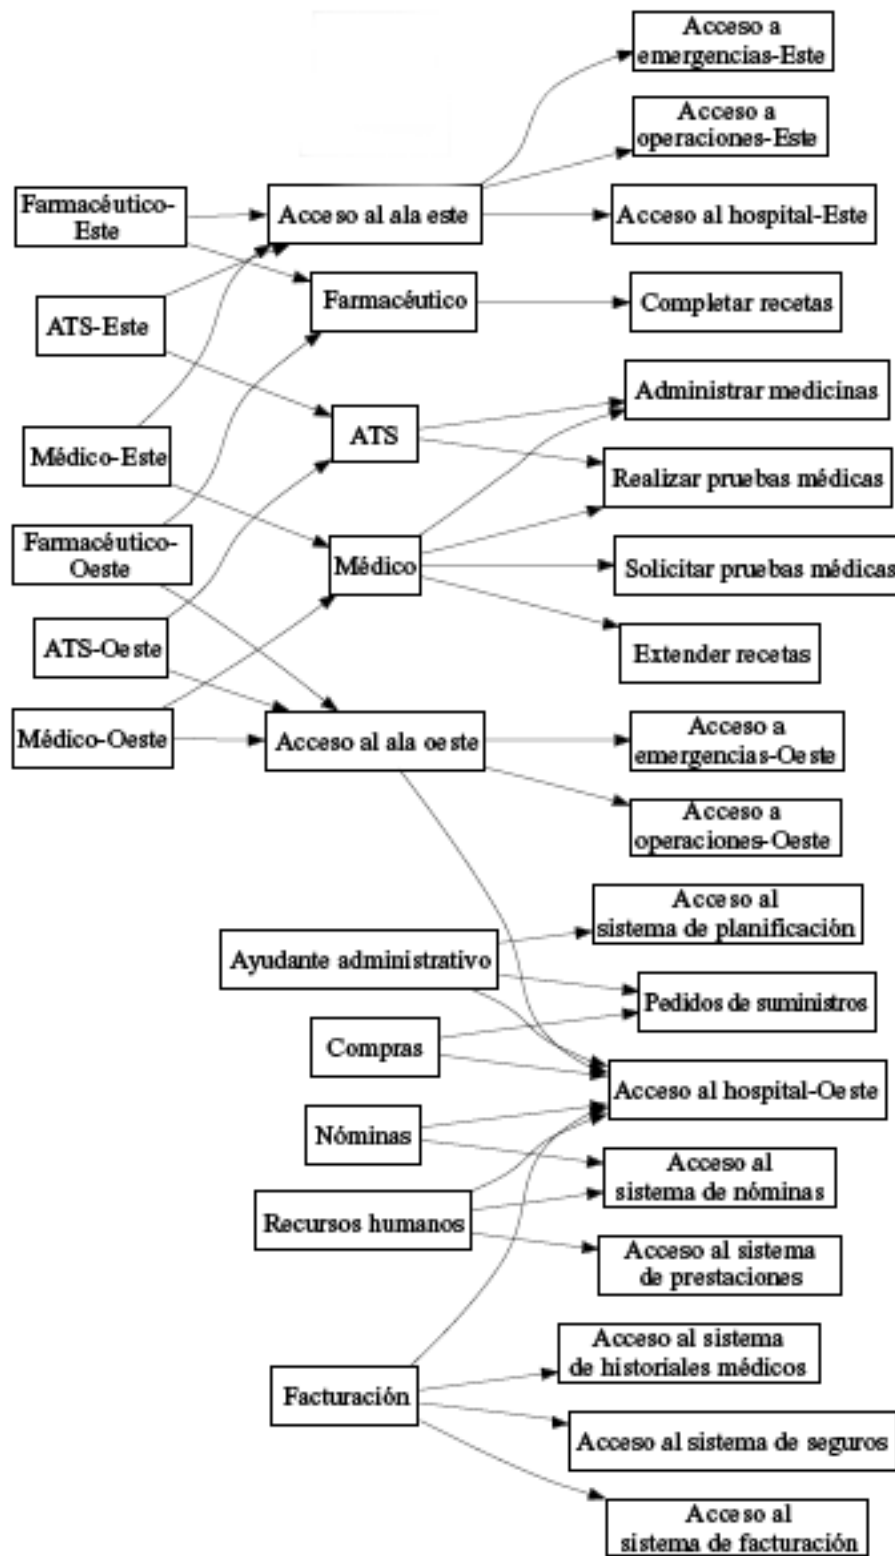 Acceso a
emergencias-Este
Acceso a
operaciones-Este
Farmacéutico-
Este
Acceso al ala este
Acceso al hospital-Este
Farmacéutico
Completar recetas
ATS-Este
Administrar medicinas
ATS
Médico-Este
Realizar pruebas médicas
Farmacéutico-
Oeste
Médico
Solicitar pruebas médicas
ATS-Oeste
Extender recetas
Médico-Oeste
Acceso al ala oeste
Acceso a
emergencias-Oeste
Acceso a
operaciones-Oeste
Acceso al
sistema de planificación
Ayudante administrativo
Pedidos de suministros
Compras
Acceso al hospital-Oeste
Nóminas
Acceso al
sistema de nóminas
Recursos humanos
Acceso al sistema
de prestaciones
Acceso al sistema
de historiales médicos
Facturación
Acceso al sistema de seguros
Acceso al
sistema de facturación